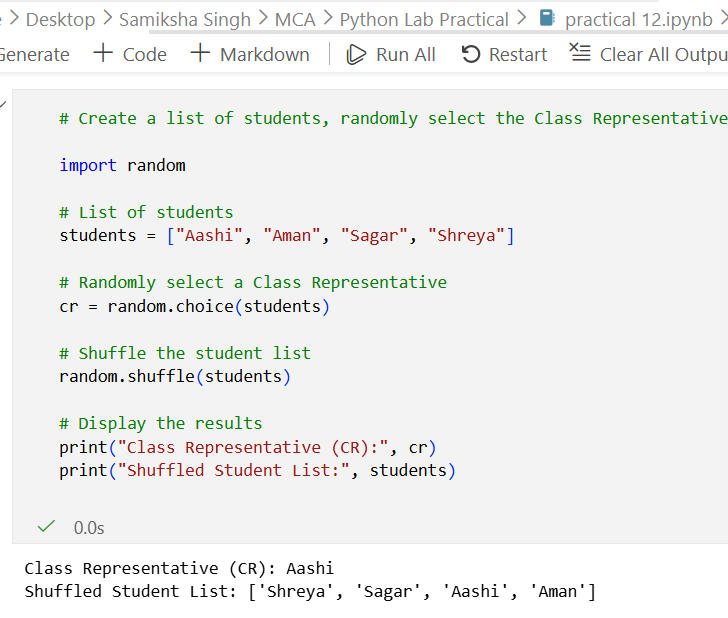 > Desktop > Samiksha Singh > MCA > Python Lab Practical > practical 12.ipynb >
Generate + Code + Markdown | Run All Restart Clear All Outpu
# Create a list of students, randomly select the Class Representative
import random
# List of students
students = ["Aashi", "Aman", "Sagar", "Shreya"]
# Randomly select a Class Representative
cr = random.choice(students)
# Shuffle the student list
random.shuffle(students)
# Display the results
print("Class Representative (CR):", cr)
print("Shuffled Student List:", students)
0.0s
Class Representative (CR): Aashi
Shuffled Student List: ['Shreya', 'Sagar', 'Aashi', 'Aman']